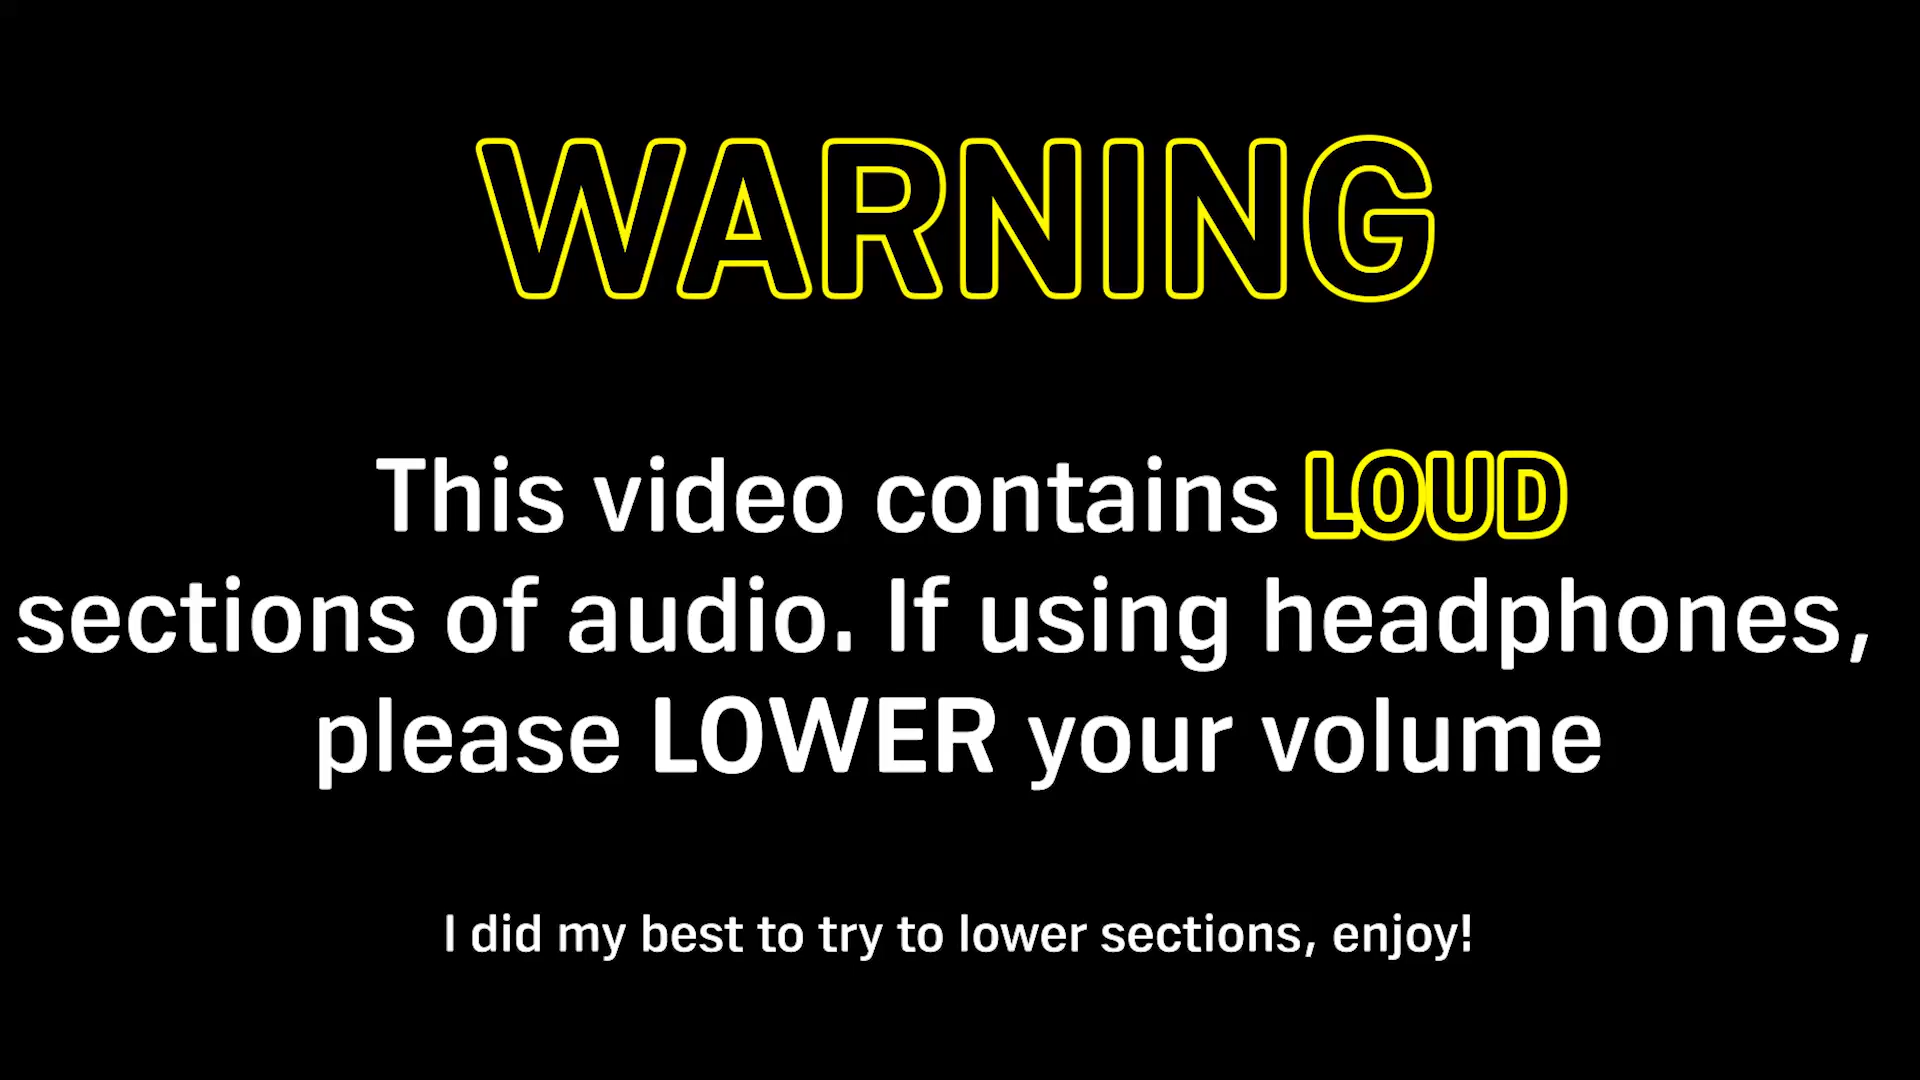 WARNING
This video contains LOUD
sections of audio. If using headphones,
please LOWER your volume
I did my best to try to lower sections, enjoy!